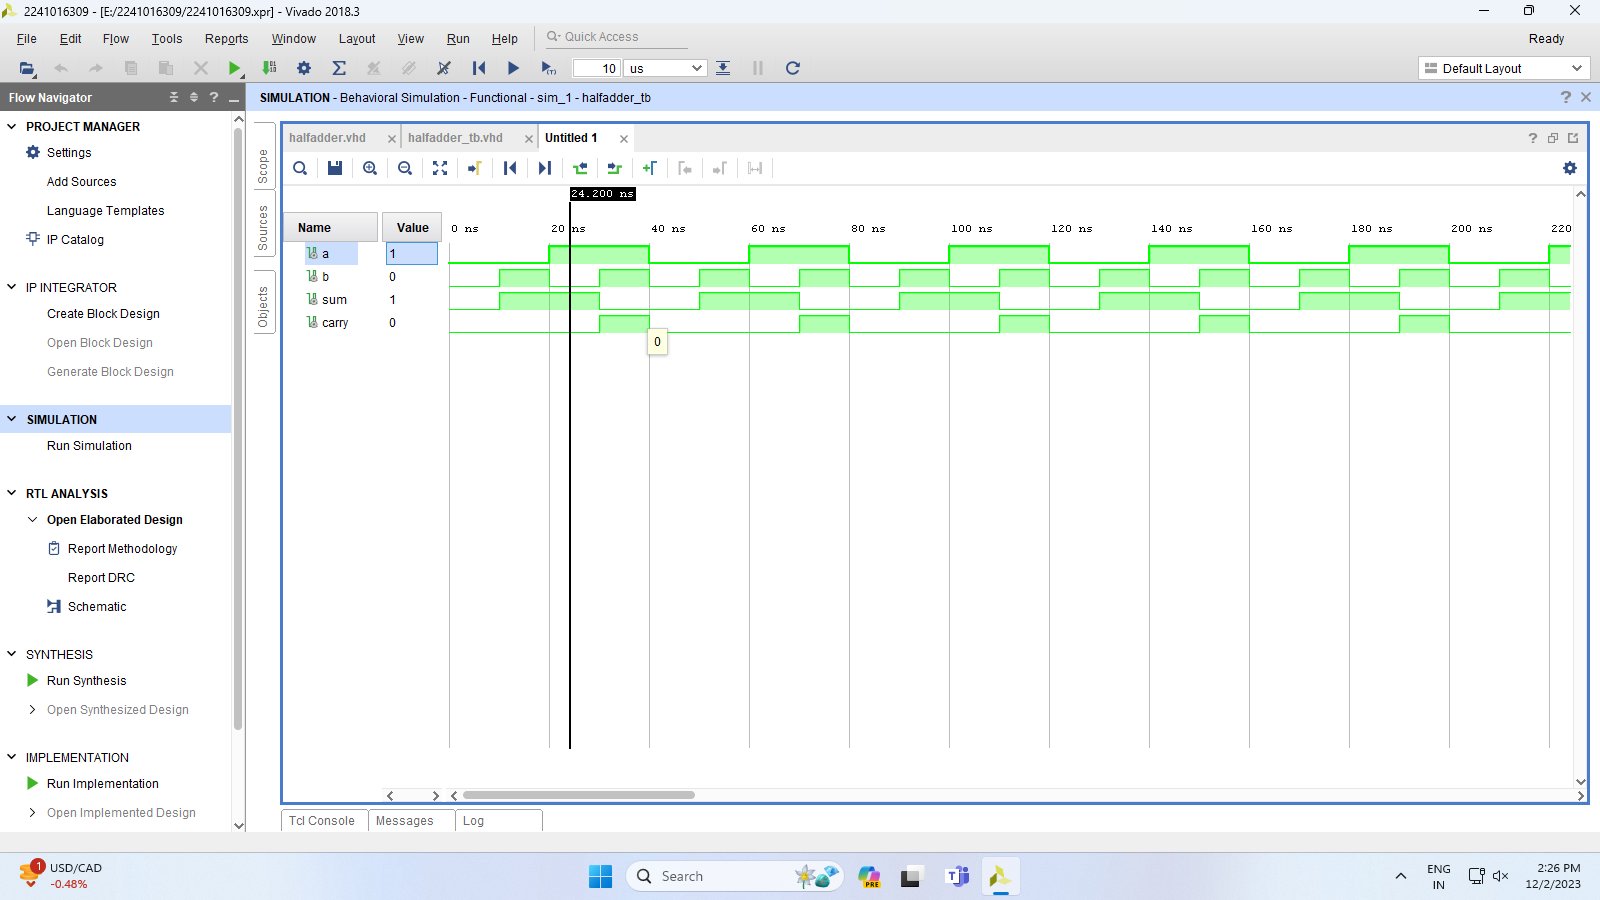 2241016309 - [E:/2241016309/2241016309.xpr] - Vivado 2018.3
File Edit Flow Tools Reports Window Layout View Run Help Quick Access Ready
10 us Default Layout
Flow Navigator
SIMULATION - Behavioral Simulation - Functional - sim_1 - halfadder_tb
PROJECT MANAGER
Settings
Add Sources
Language Templates
IP Catalog
IP INTEGRATOR
Create Block Design
Open Block Design
Generate Block Design
SIMULATION
Run Simulation
RTL ANALYSIS
Open Elaborated Design
Report Methodology
Report DRC
Schematic
SYNTHESIS
Run Synthesis
Open Synthesized Design
IMPLEMENTATION
Run Implementation
Open Implemented Design
Scope
Sources
Objects
halfadder.vhd halfadder_tb.vhd Untitled 1
24.200 ns
Name Value 0 ns 20 ns 40 ns 60 ns 80 ns 100 ns 120 ns 140 ns 160 ns 180 ns 200 ns 220
a 1
b 0
sum 1
carry 0
0
Tcl Console Messages Log
1 USD/CAD
-0.48%
Search
PRE
ENG
IN
2:26 PM
12/2/2023